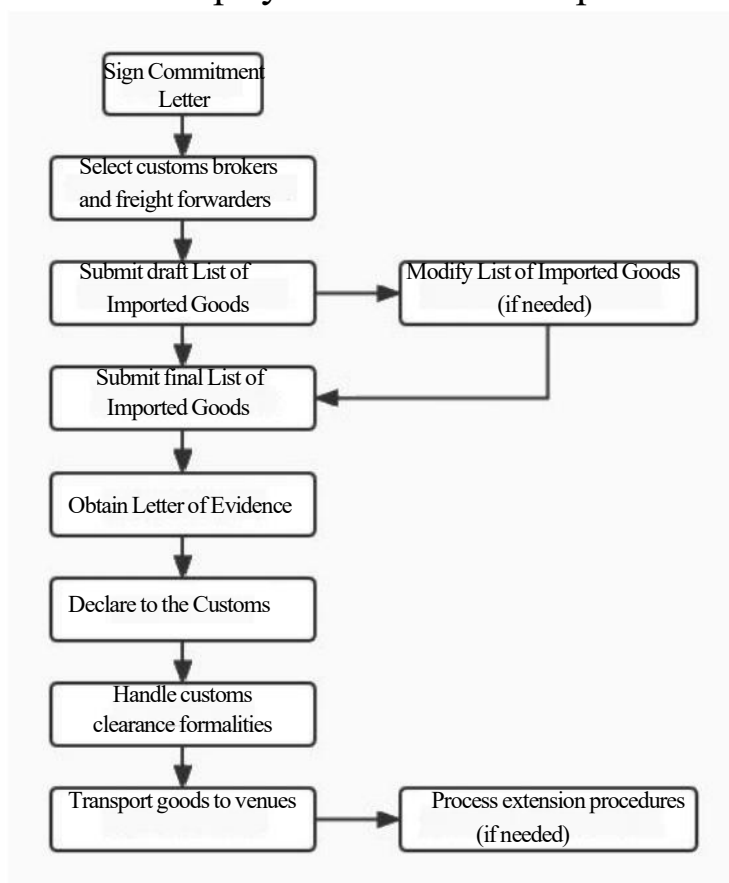 Sign Commitment
Letter
Select customs brokers
and freight forwarders
Submit draft List of
Imported Goods
Modify List of Imported Goods
(if needed)
Submit final List of
Imported Goods
Obtain Letter of Evidence
Declare to the Customs
Handle customs
clearance formalities
Transport goods to venues
Process extension procedures
(if needed)